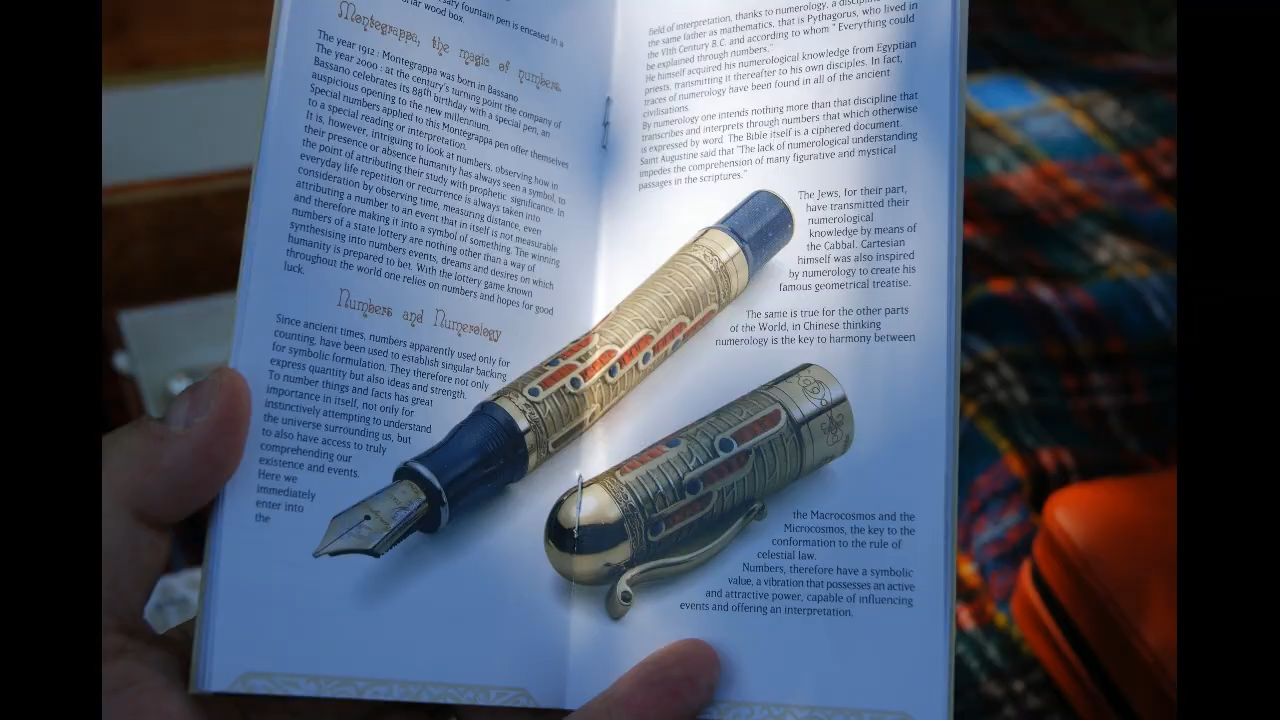 fountain pen is encased in a
wood box.
Montegrappa, the magic of numbers
The year 1912 : Montegrappa was born in Bassano
The year 2000 : at the century's turning point the company of
Bassano celebrates its 88th birthday with a special pen, an
auspicious opening to the new millennium.
Special numbers applied to this Montegrappa pen offer themselves
to a special reading or interpretation.
It is, however, intriguing to look at numbers, observing how in
their presence or absence humanity has always seen a symbol, to
the point of attributing their study with prophetic significance. In
everyday life repetition or recurrence is always taken into
consideration by observing time, measuring distance, even
attributing a number to an event that in itself is not measurable
and therefore making it into a symbol of something. The winning
numbers of a state lottery are nothing other than a way of
synthesising into numbers events, dreams and desires on which
humanity is prepared to bet. With the lottery game known
throughout the world one relies on numbers and hopes for good
luck.
Numbers and Numerology
Since ancient times, numbers apparently used only for
counting, have been used to establish singular backing
for symbolic formulation. They therefore not only
express quantity but also ideas and strength.
To number things and facts has great
importance in itself, not only for
instinctively attempting to understand
the universe surrounding us, but
to also have access to truly
comprehending our
existence and events.
Here we
immediately
enter into
the
field of interpretation, thanks to numerology, a
the same father as mathematics, that is Pythagorus, who lived in
the VIth Century B.C. and according to whom " Everything could
be explained through numbers."
He himself acquired his numerological knowledge from Egyptian
priests, transmitting it thereafter to his own disciples. In fact,
traces of numerology have been found in all of the ancient
civilisations.
By numerology one intends nothing more than that discipline that
transcribes and interprets through numbers that which otherwise
is expressed by word. The Bible itself is a ciphered document.
Saint Augustine said that "The lack of numerological understanding
impedes the comprehension of many figurative and mystical
passages in the scriptures."
The Jews, for their part,
have transmitted their
numerological
knowledge by means of
the Cabbal. Cartesian
himself was also inspired
by numerology to create his
famous geometrical treatise.
The same is true for the other parts
of the World, in Chinese thinking
numerology is the key to harmony between
the Macrocosmos and the
Microcosmos, the key to the
conformation to the rule of
celestial law.
Numbers, therefore have a symbolic
value, a vibration that possesses an active
and attractive power, capable of influencing
events and offering an interpretation.